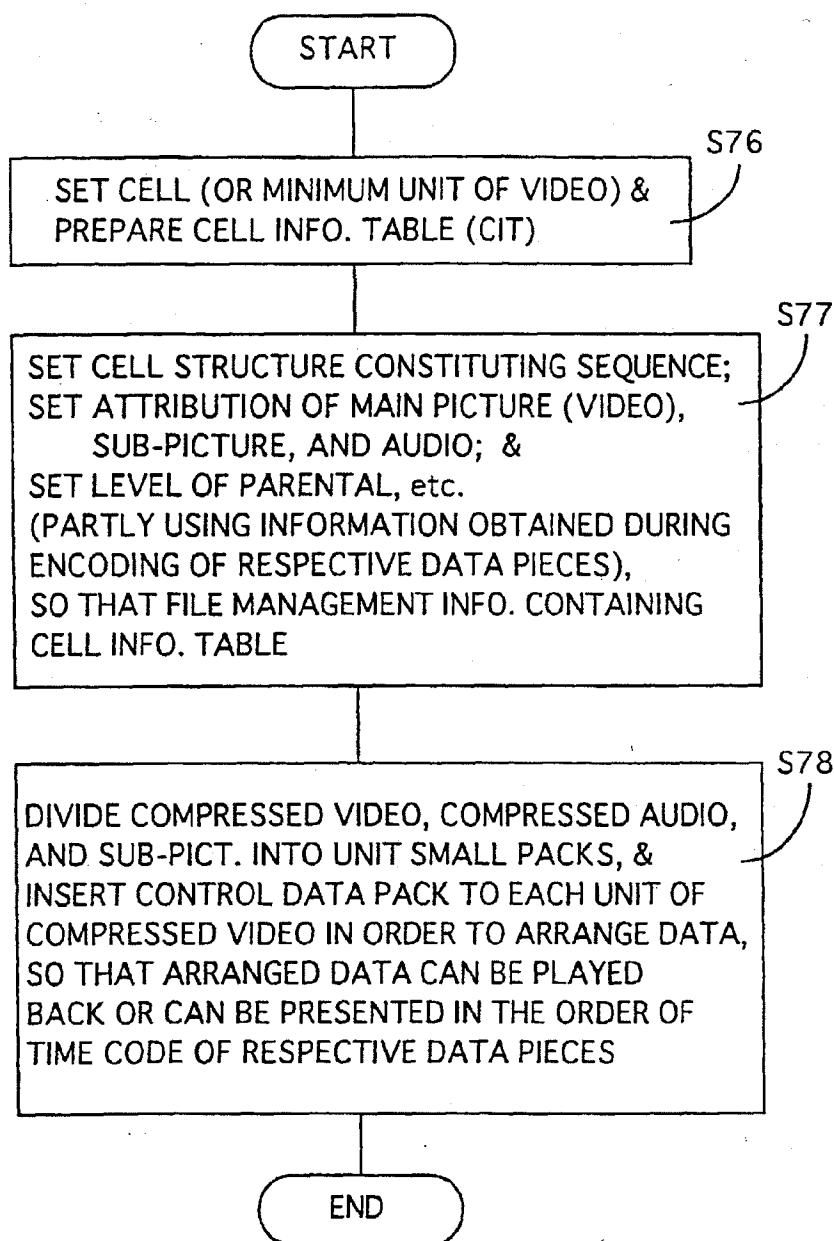 START
S76
SET CELL (OR MINIMUM UNIT OF VIDEO) &
PREPARE CELL INFO. TABLE (CIT)
S77
SET CELL STRUCTURE CONSTITUTING SEQUENCE;
SET ATTRIBUTION OF MAIN PICTURE (VIDEO),
SUB-PICTURE, AND AUDIO; &
SET LEVEL OF PARENTAL, etc.
(PARTLY USING INFORMATION OBTAINED DURING
ENCODING OF RESPECTIVE DATA PIECES),
SO THAT FILE MANAGEMENT INFO. CONTAINING
CELL INFO. TABLE
S78
DIVIDE COMPRESSED VIDEO, COMPRESSED AUDIO,
AND SUB-PICT. INTO UNIT SMALL PACKS, &
INSERT CONTROL DATA PACK TO EACH UNIT OF
COMPRESSED VIDEO IN ORDER TO ARRANGE DATA,
SO THAT ARRANGED DATA CAN BE PLAYED
BACK OR CAN BE PRESENTED IN THE ORDER OF
TIME CODE OF RESPECTIVE DATA PIECES
END